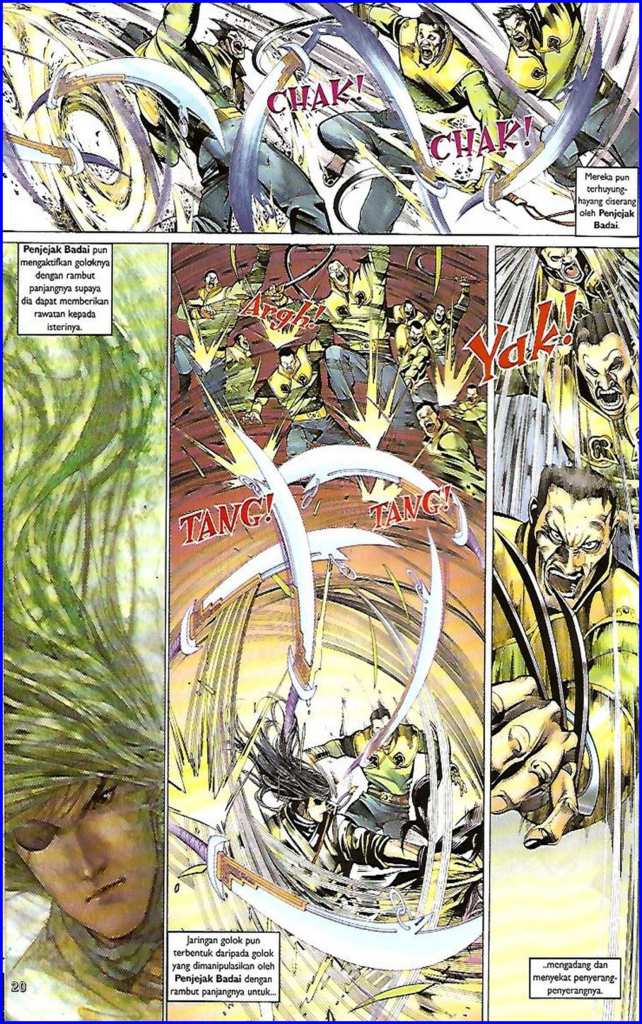 CHAK!
CHAK!
Mereka pun
terhuyung-
hayang diserang
oleh Penjejak
Badai.
Penjejak Badai pun
mengaktifkan goloknya
dengan rambut
panjangnya supaya
dia dapat memberikan
rawatan kepada
isterinya.
Argh!
TANG!
TANG!
Jaringan golok pun
terbentuk daripada golok
yang dimanipulasikan oleh
Penjejak Badai dengan
rambut panjangnya untuk...
Yak!
..mengadang dan
menyekat penyerang-
penyerangnya.
20